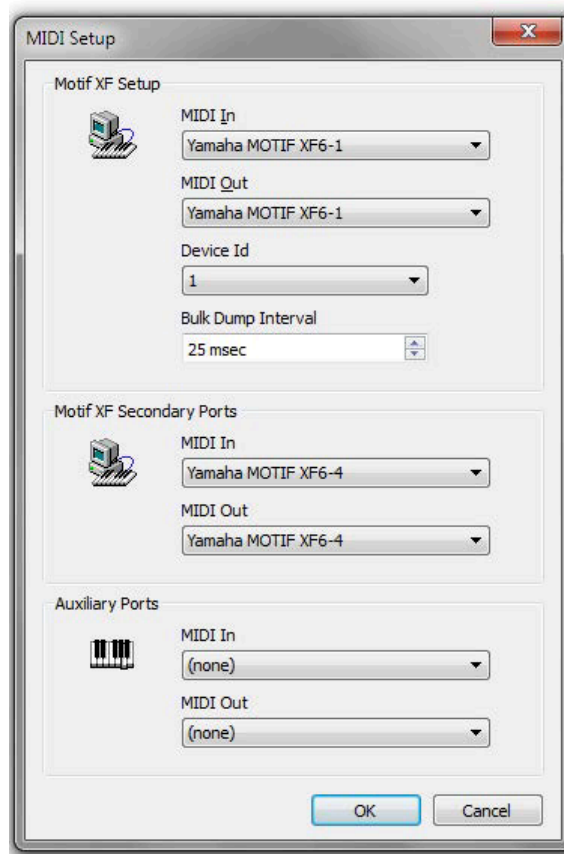 MIDI Setup
Motif XF Setup
MIDI In
Yamaha MOTIF XF6-1
MIDI Out
Yamaha MOTIF XF6-1
Device Id
1
Bulk Dump Interval
25 msec
Motif XF Secondary Ports
MIDI In
Yamaha MOTIF XF6-4
MIDI Out
Yamaha MOTIF XF6-4
Auxiliary Ports
MIDI In
(none)
MIDI Out
(none)
OK Cancel